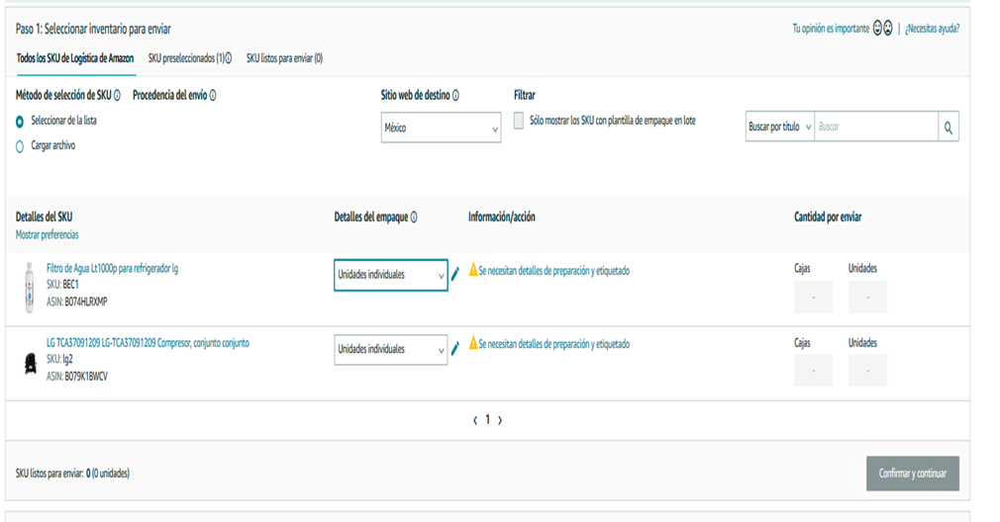 Paso 1: Seleccionar inventario para enviar
Tu opinión es importante | ¿Necesitas ayuda?
Todos los SKU de Logística de Amazon SKU preseleccionados (1) SKU listos para enviar (0)
Método de selección de SKU Procedencia del envío Sitio web de destino Filtrar
Seleccionar de la lista
Cargar archivo
México
Sólo mostrar los SKU con plantilla de empaque en lote
Buscar por título Buscar
Detalles del SKU Detalles del empaque Información/acción Cantidad por enviar
Mostrar preferencias
Filtro de Agua Lt1000p para refrigerador lg
SKU: BEC1
ASIN: B074HLRXMP
Unidades individuales
Se necesitan detalles de preparación y etiquetado
Cajas Unidades
- -
LG TCA37091209 LG-TCA37091209 Compresor, conjunto conjunto
SKU: lg2
ASIN: B079K1BWCV
Unidades individuales
Se necesitan detalles de preparación y etiquetado
Cajas Unidades
- -
‹ 1 ›
SKU listos para enviar: 0 (0 unidades)
Confirmar y continuar